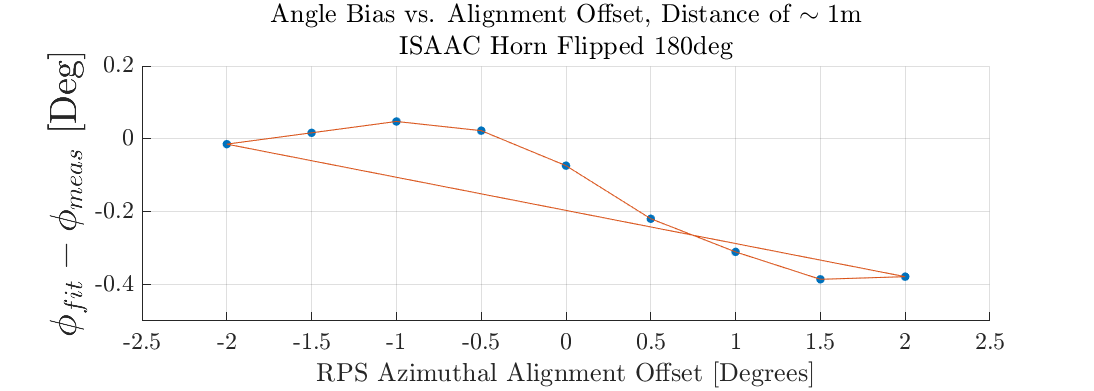 Angle Bias vs. Alignment Offset, Distance of ∼ 1m
ISAAC Horn Flipped 180deg
ϕfit − ϕmeas [Deg]
0.2
0
-0.2
-0.4
-2.5 -2 -1.5 -1 -0.5 0 0.5 1 1.5 2 2.5
RPS Azimuthal Alignment Offset [Degrees]